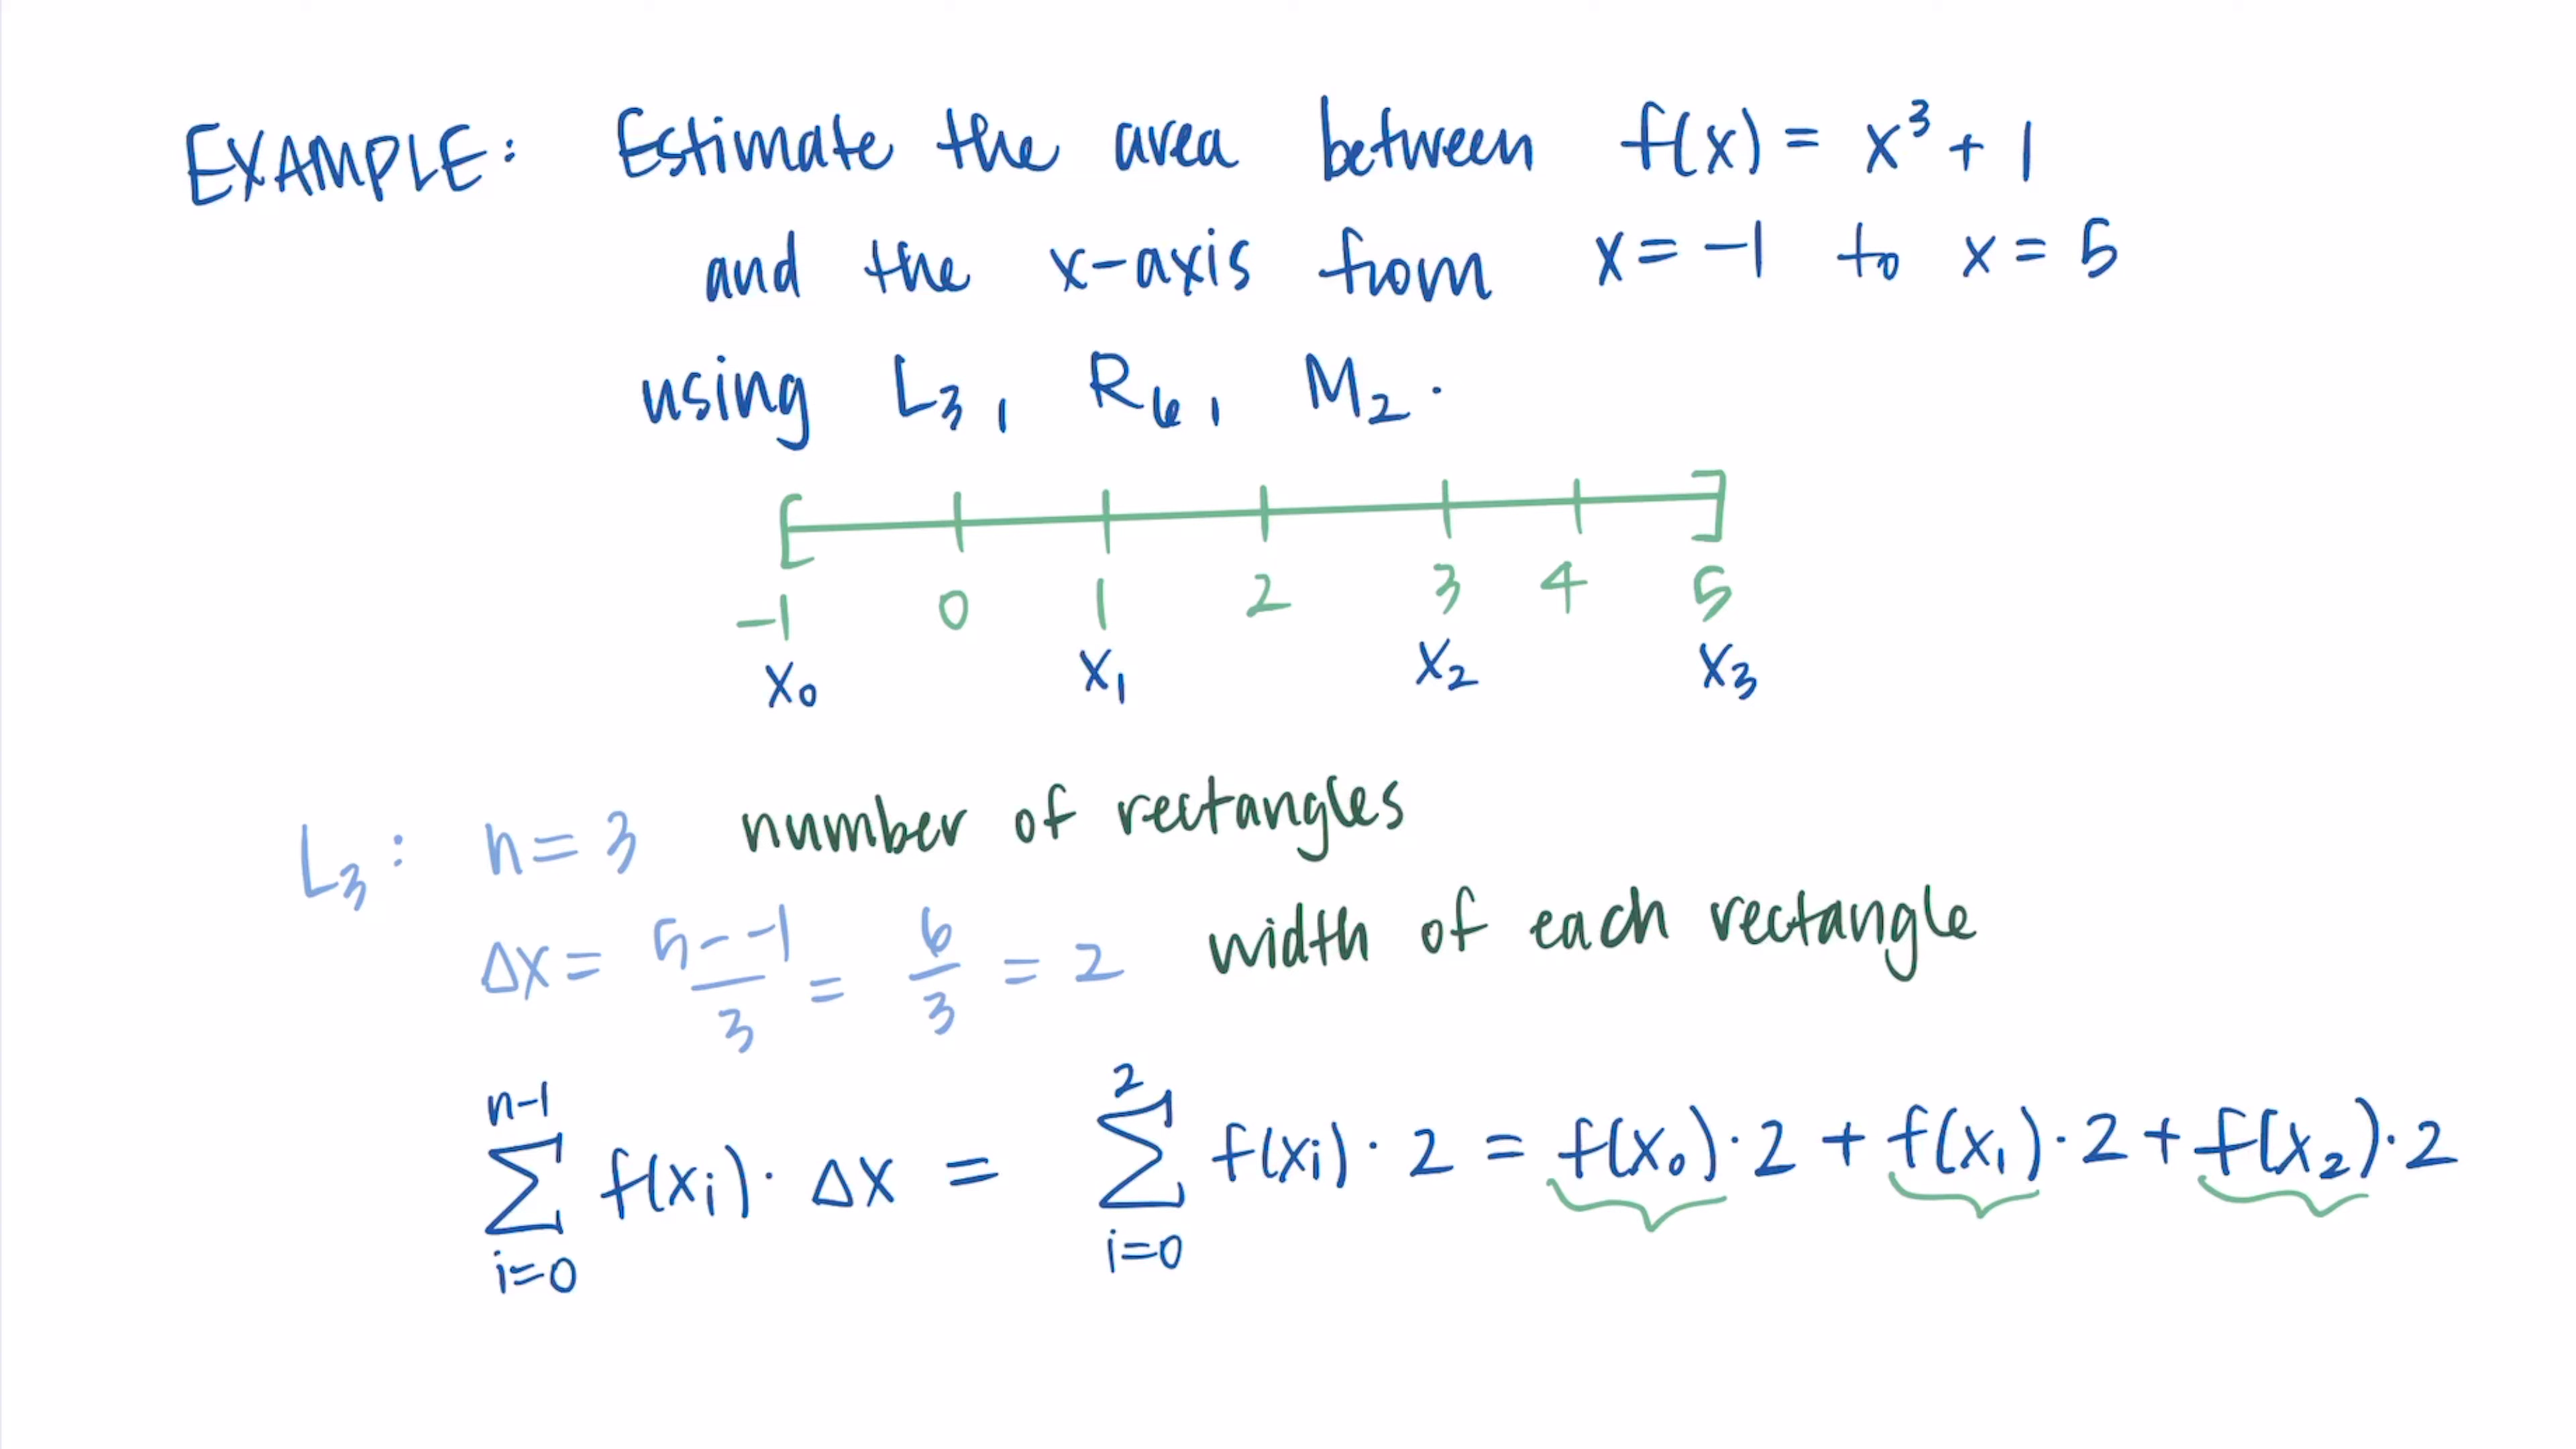 EXAMPLE: Estimate the area between f(x) = x³ + 1
and the x-axis from x = -1 to x = 5
using L₃, R₆, M₂.
-1 0 1 2 3 4 5
x₀ x₁ x₂ x₃
L₃: n = 3 number of rectangles
Δx = (5 - -1)/3 = 6/3 = 2 width of each rectangle
∑_{i=0}^{n-1} f(xᵢ) · Δx = ∑_{i=0}^{2} f(xᵢ) · 2 = f(x₀) · 2 + f(x₁) · 2 + f(x₂) · 2